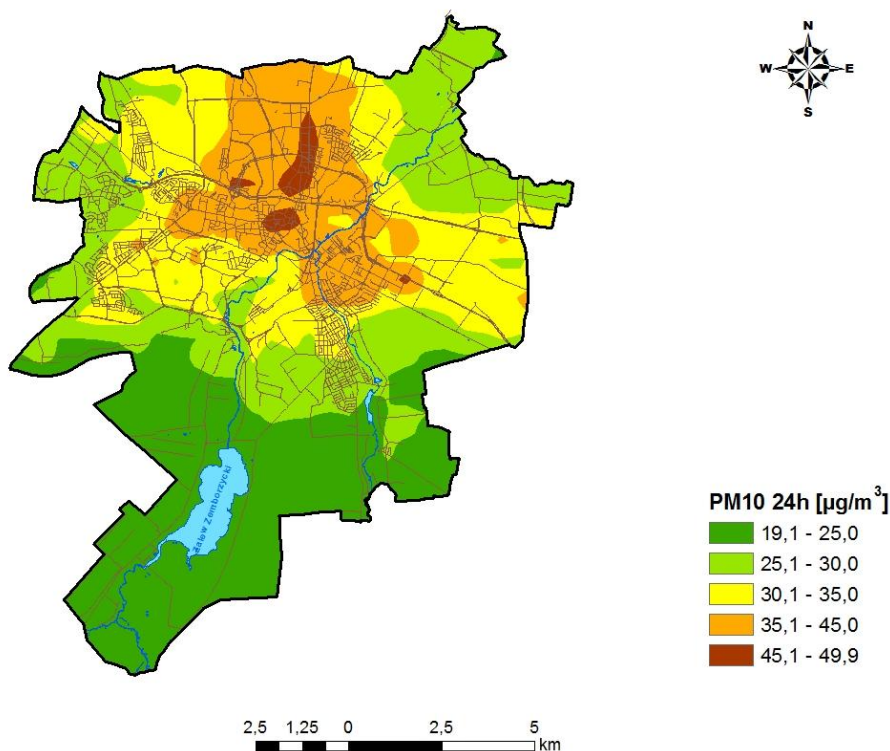 N
W E
S
Zalew Zemborzycki
PM10 24h [µg/m³]
19,1 - 25,0
25,1 - 30,0
30,1 - 35,0
35,1 - 45,0
45,1 - 49,9
2,5 1,25 0 2,5 5
km